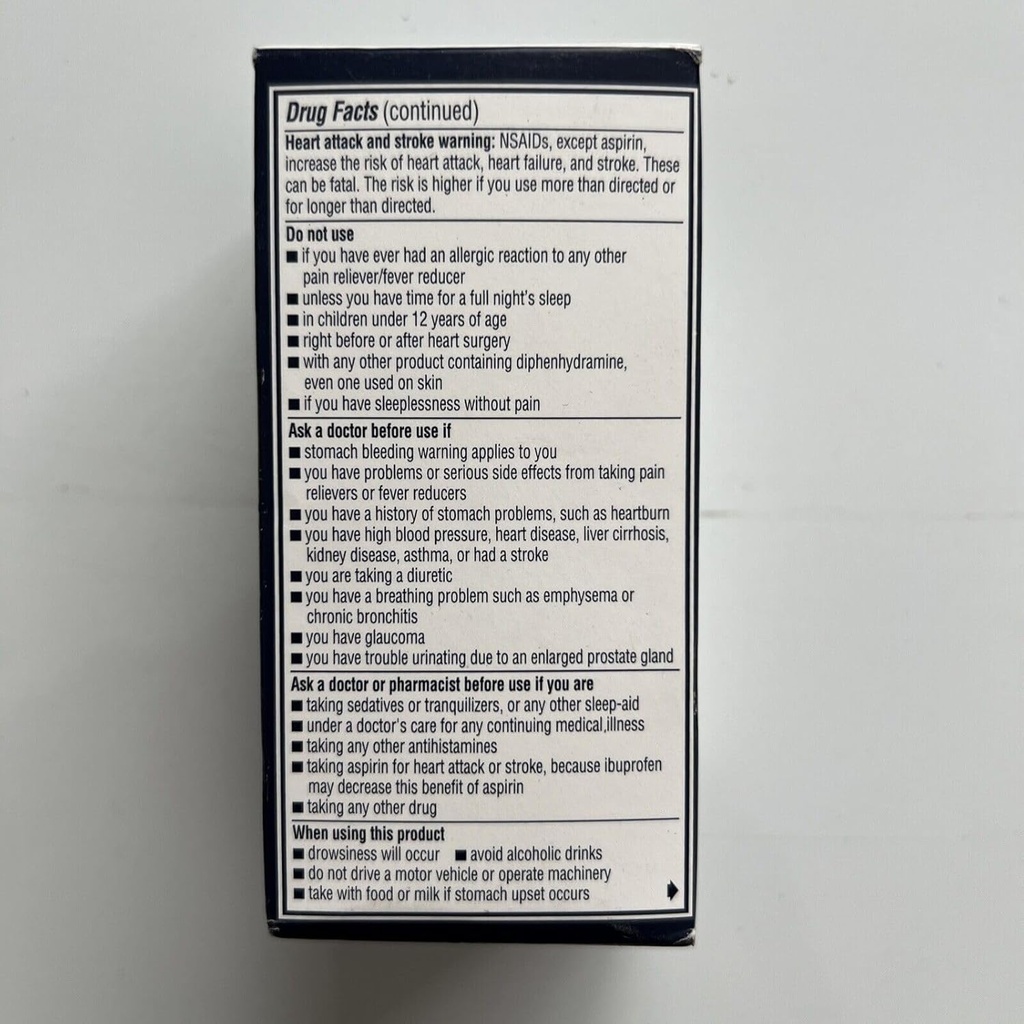 Drug Facts (continued)
Heart attack and stroke warning: NSAIDs, except aspirin,
increase the risk of heart attack, heart failure, and stroke. These
can be fatal. The risk is higher if you use more than directed or
for longer than directed.
Do not use
■ if you have ever had an allergic reaction to any other
pain reliever/fever reducer
■ unless you have time for a full night's sleep
■ in children under 12 years of age
■ right before or after heart surgery
■ with any other product containing diphenhydramine,
even one used on skin
■ if you have sleeplessness without pain
Ask a doctor before use if
■ stomach bleeding warning applies to you
■ you have problems or serious side effects from taking pain
relievers or fever reducers
■ you have a history of stomach problems, such as heartburn
■ you have high blood pressure, heart disease, liver cirrhosis,
kidney disease, asthma, or had a stroke
■ you are taking a diuretic
■ you have a breathing problem such as emphysema or
chronic bronchitis
■ you have glaucoma
■ you have trouble urinating due to an enlarged prostate gland
Ask a doctor or pharmacist before use if you are
■ taking sedatives or tranquilizers, or any other sleep-aid
■ under a doctor's care for any continuing medical illness
■ taking any other antihistamines
■ taking aspirin for heart attack or stroke, because ibuprofen
may decrease this benefit of aspirin
■ taking any other drug
When using this product
■ drowsiness will occur ■ avoid alcoholic drinks
■ do not drive a motor vehicle or operate machinery
■ take with food or milk if stomach upset occurs